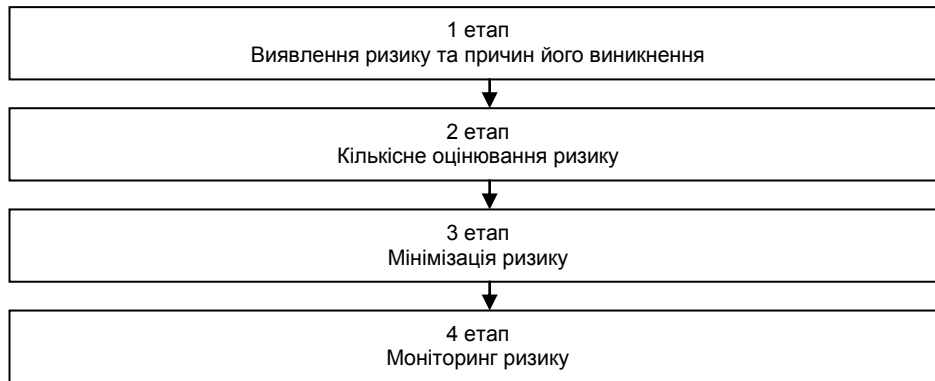 1 етап
Виявлення ризику та причин його виникнення
2 етап
Кількісне оцінювання ризику
3 етап
Мінімізація ризику
4 етап
Моніторинг ризику